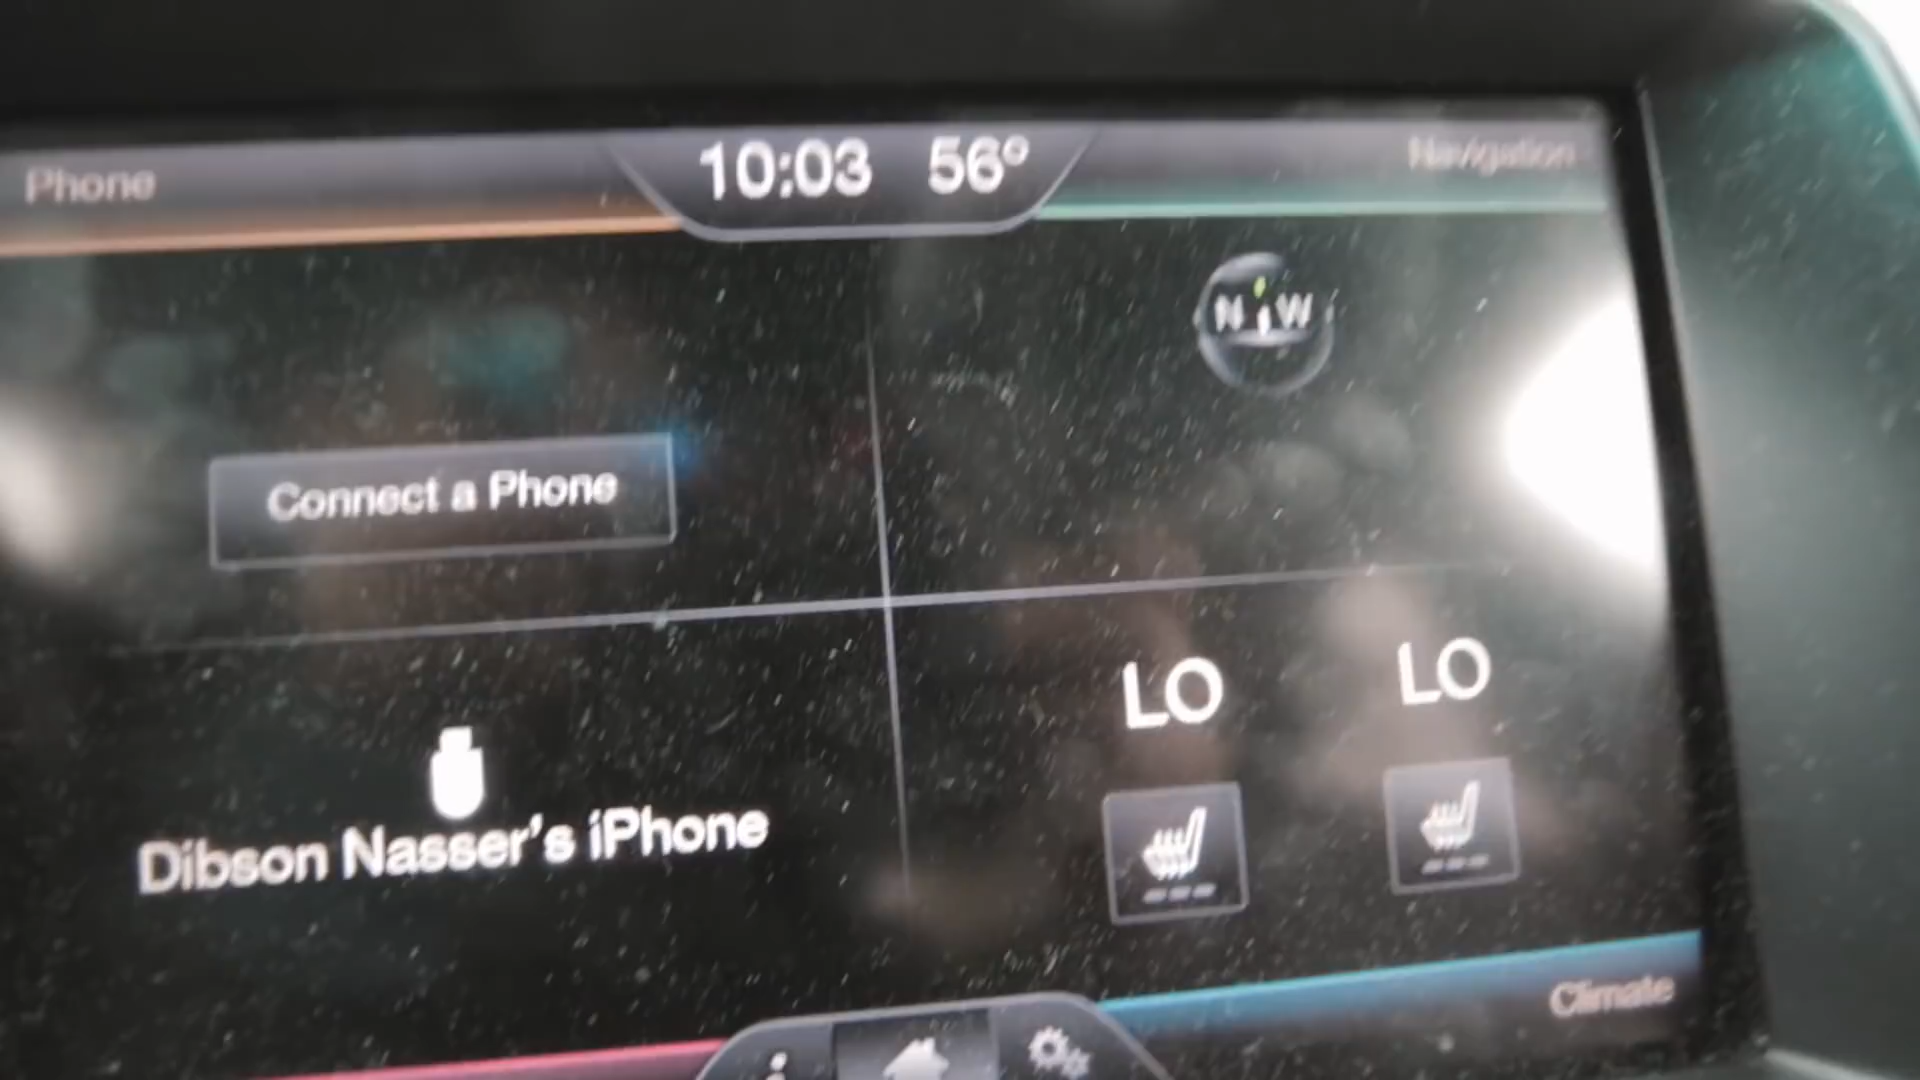 Phone
10:03 56°
Navigation
N W
Connect a Phone
LO LO
Dibson Nasser's iPhone
Climate
i